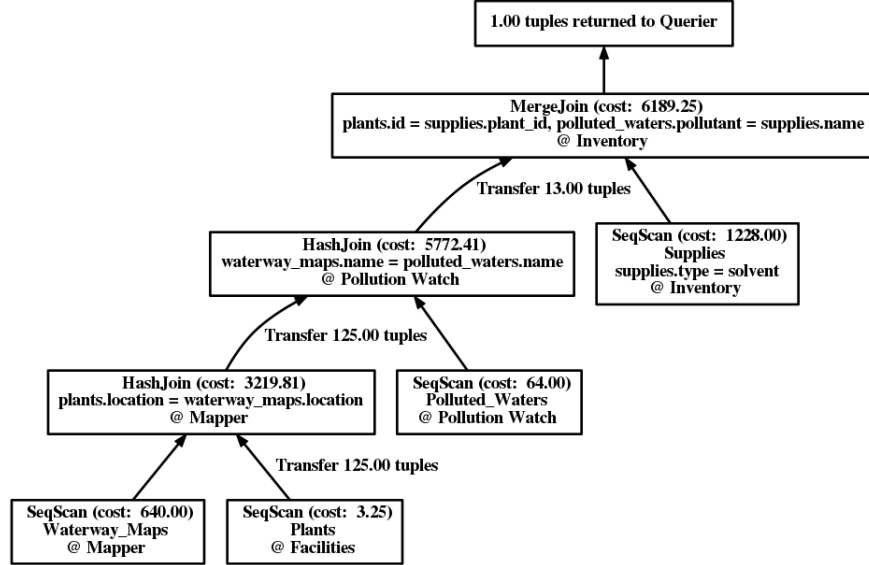 1.00 tuples returned to Querier
MergeJoin (cost: 6189.25)
plants.id = supplies.plant_id, polluted_waters.pollutant = supplies.name
@ Inventory
Transfer 13.00 tuples
HashJoin (cost: 5772.41)
waterway_maps.name = polluted_waters.name
@ Pollution Watch
SeqScan (cost: 1228.00)
Supplies
supplies.type = solvent
@ Inventory
Transfer 125.00 tuples
HashJoin (cost: 3219.81)
plants.location = waterway_maps.location
@ Mapper
SeqScan (cost: 64.00)
Polluted_Waters
@ Pollution Watch
Transfer 125.00 tuples
SeqScan (cost: 640.00)
Waterway_Maps
@ Mapper
SeqScan (cost: 3.25)
Plants
@ Facilities